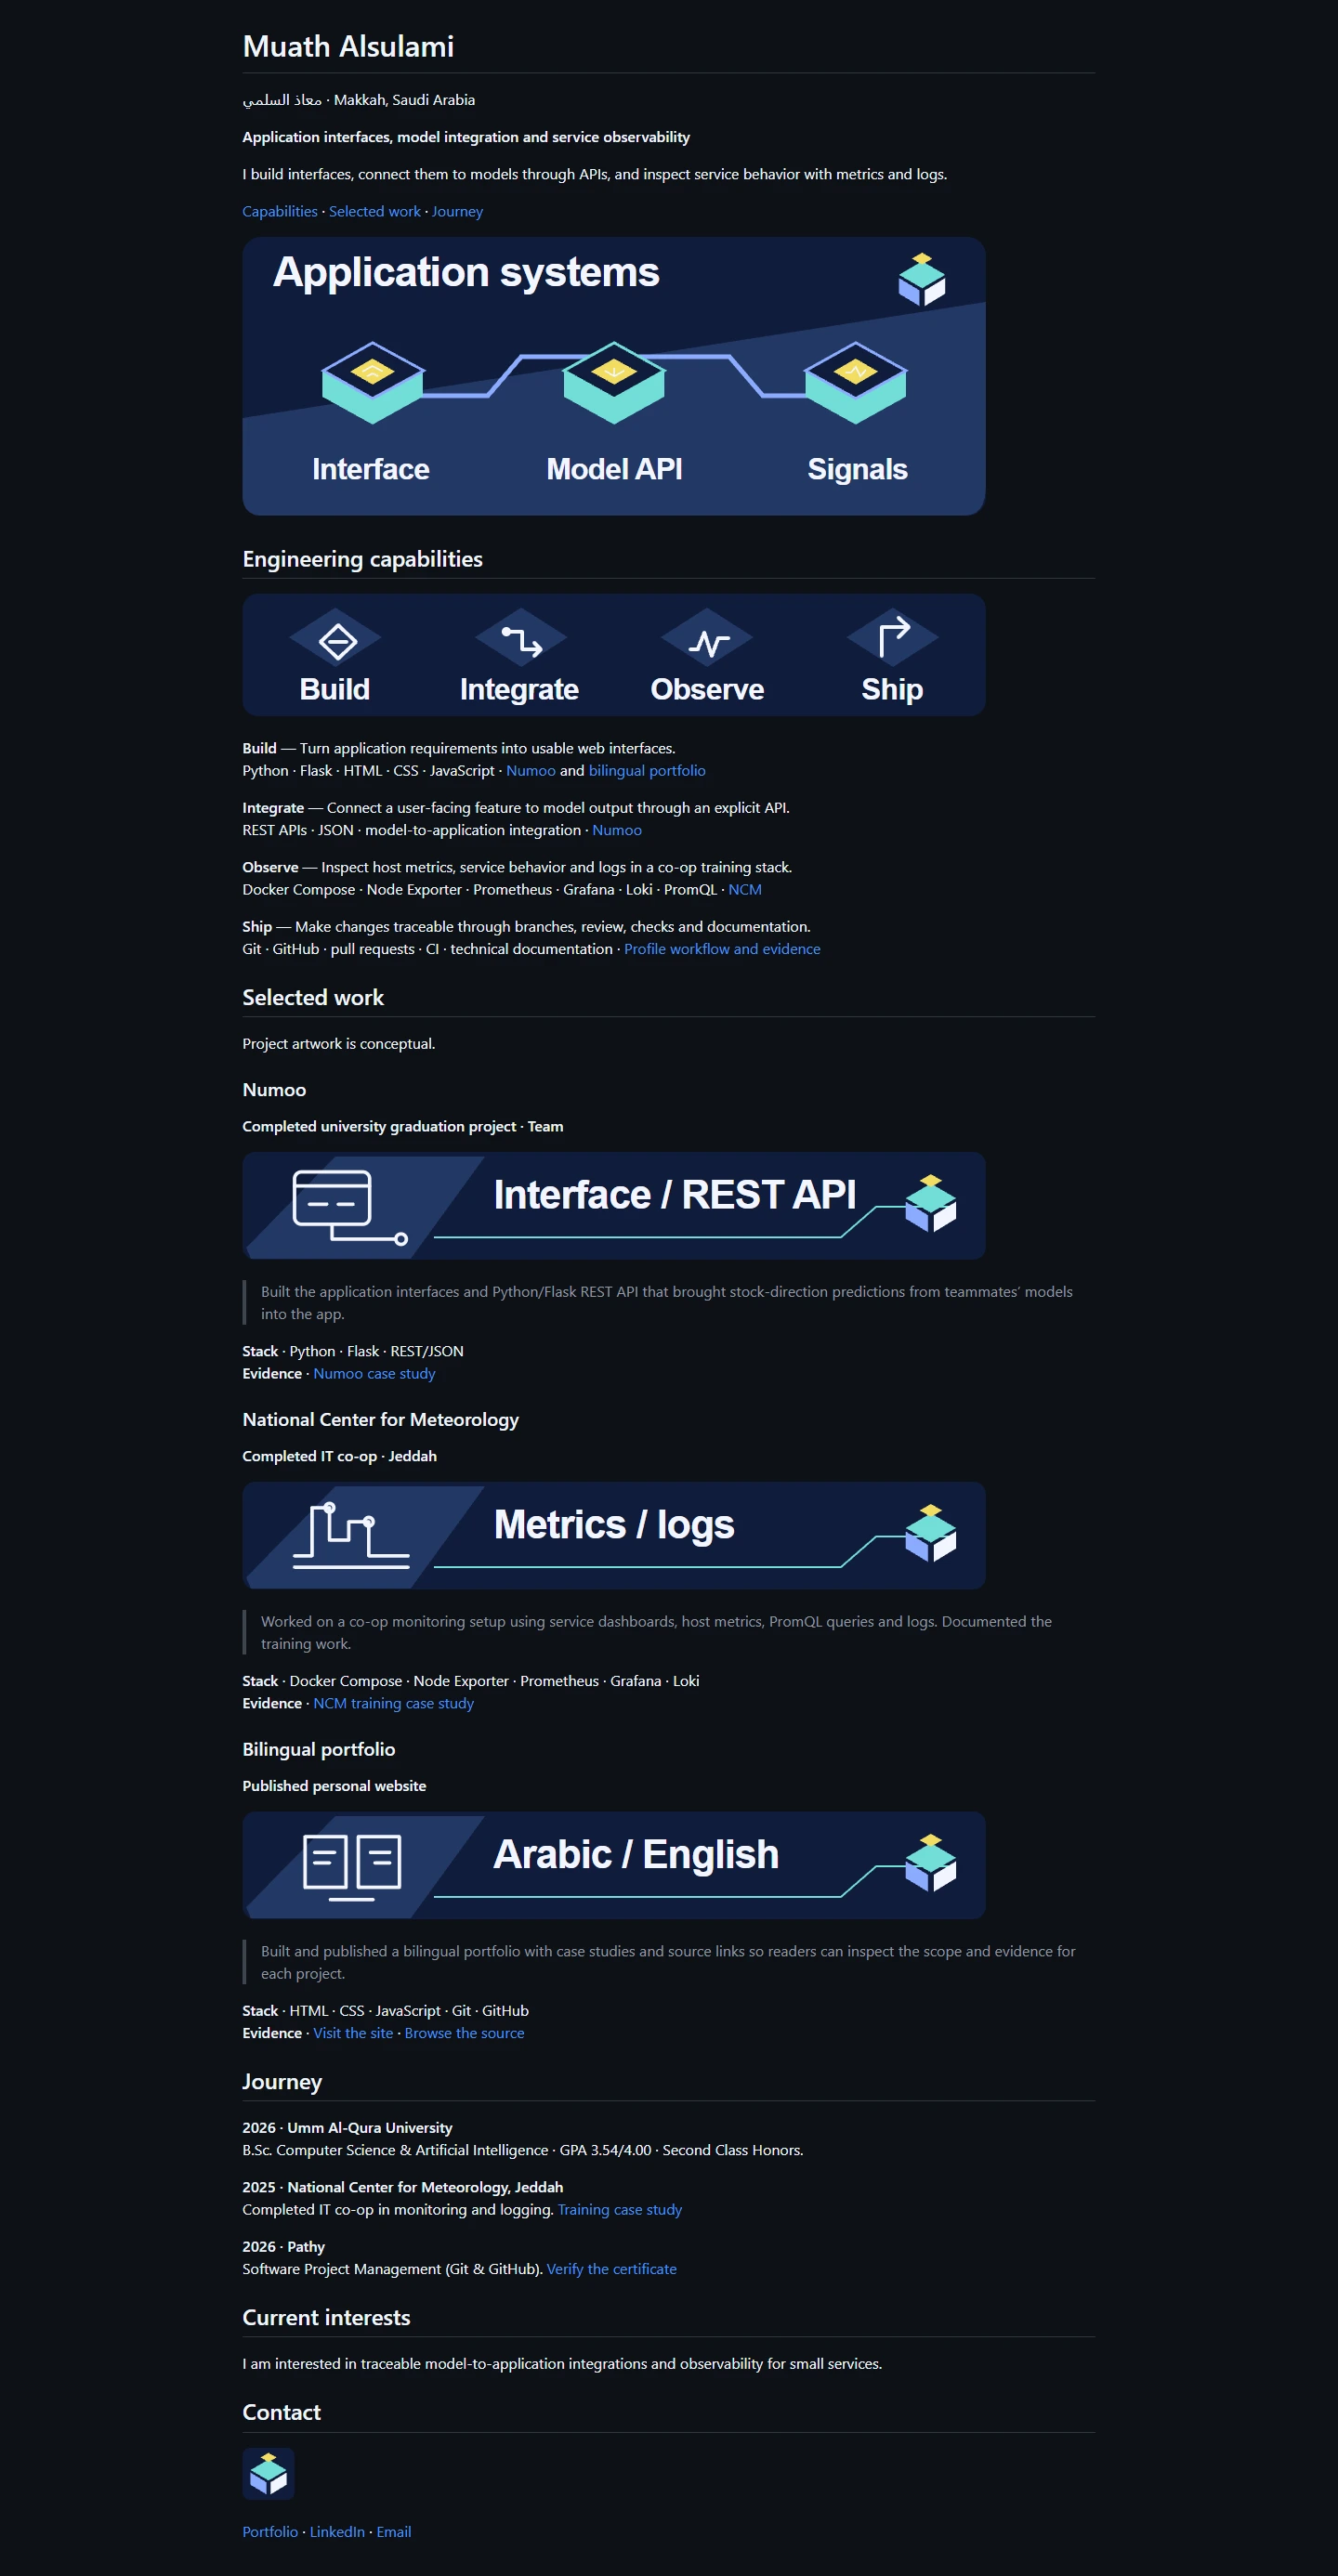 Muath Alsulami
معاذ السلمي · Makkah, Saudi Arabia
Application interfaces, model integration and service observability
I build interfaces, connect them to models through APIs, and inspect service behavior with metrics and logs.
Capabilities · Selected work · Journey
Application systems
Interface
Model API
Signals
Engineering capabilities
Build
Integrate
Observe
Ship
Build — Turn application requirements into usable web interfaces.
Python · Flask · HTML · CSS · JavaScript · Numoo and bilingual portfolio
Integrate — Connect a user-facing feature to model output through an explicit API.
REST APIs · JSON · model-to-application integration · Numoo
Observe — Inspect host metrics, service behavior and logs in a co-op training stack.
Docker Compose · Node Exporter · Prometheus · Grafana · Loki · PromQL · NCM
Ship — Make changes traceable through branches, review, checks and documentation.
Git · GitHub · pull requests · CI · technical documentation · Profile workflow and evidence
Selected work
Project artwork is conceptual.
Numoo
Completed university graduation project · Team
Interface / REST API
Built the application interfaces and Python/Flask REST API that brought stock-direction predictions from teammates’ models
into the app.
Stack · Python · Flask · REST/JSON
Evidence · Numoo case study
National Center for Meteorology
Completed IT co-op · Jeddah
Metrics / logs
Worked on a co-op monitoring setup using service dashboards, host metrics, PromQL queries and logs. Documented the
training work.
Stack · Docker Compose · Node Exporter · Prometheus · Grafana · Loki
Evidence · NCM training case study
Bilingual portfolio
Published personal website
Arabic / English
Built and published a bilingual portfolio with case studies and source links so readers can inspect the scope and evidence for
each project.
Stack · HTML · CSS · JavaScript · Git · GitHub
Evidence · Visit the site · Browse the source
Journey
2026 · Umm Al-Qura University
B.Sc. Computer Science & Artificial Intelligence · GPA 3.54/4.00 · Second Class Honors.
2025 · National Center for Meteorology, Jeddah
Completed IT co-op in monitoring and logging. Training case study
2026 · Pathy
Software Project Management (Git & GitHub). Verify the certificate
Current interests
I am interested in traceable model-to-application integrations and observability for small services.
Contact
Portfolio · LinkedIn · Email